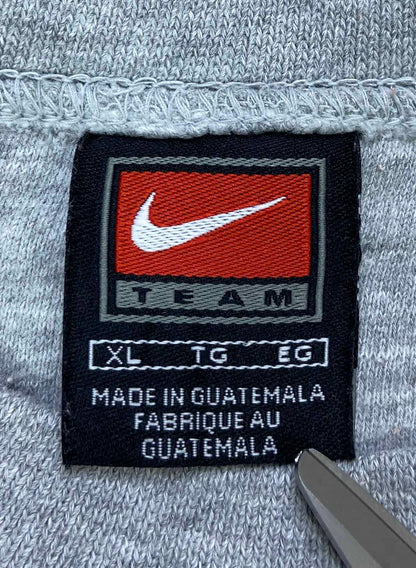 TEAM
XL TG EG
MADE IN GUATEMALA
FABRIQUE AU
GUATEMALA